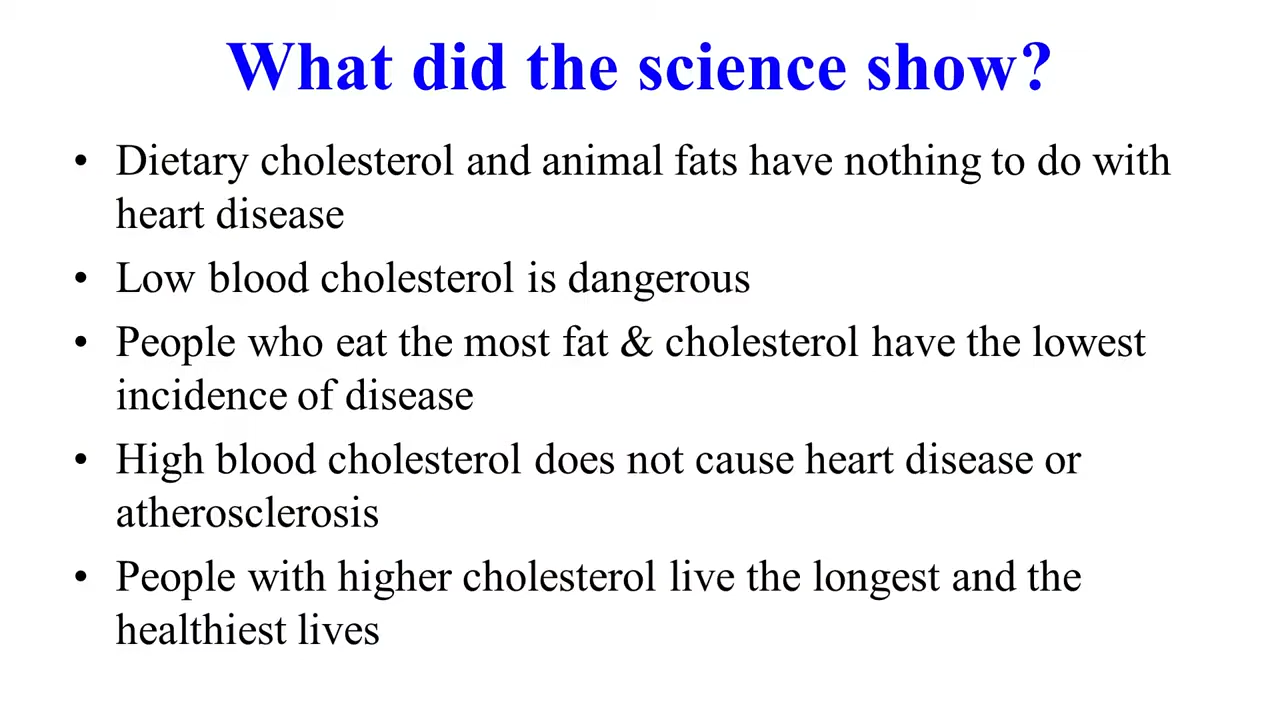 What did the science show?
• Dietary cholesterol and animal fats have nothing to do with
heart disease
• Low blood cholesterol is dangerous
• People who eat the most fat & cholesterol have the lowest
incidence of disease
• High blood cholesterol does not cause heart disease or
atherosclerosis
• People with higher cholesterol live the longest and the
healthiest lives